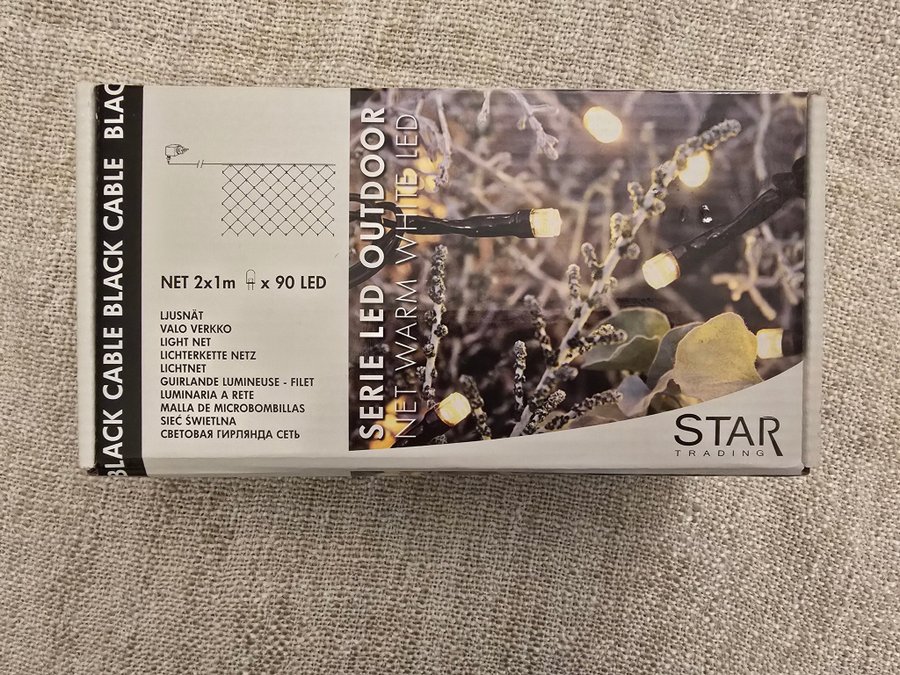 BLACK CABLE BLACK CABLE BLAC
NET 2x1m x 90 LED
LJUSNÄT
VALO VERKKO
LIGHT NET
LICHTERKETTE NETZ
LICHTNET
GUIRLANDE LUMINEUSE - FILET
LUMINARIA A RETE
MALLA DE MICROBOMBILLAS
SIEĆ ŚWIETLNA
СВЕТОВАЯ ГИРЛЯНДА СЕТЬ
SERIE LED OUTDOOR
NET WARM WHITE LED
STAR
TRADING